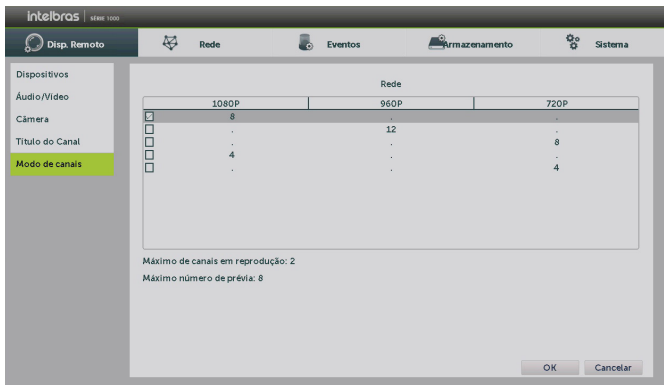 intelbras SÉRIE 1000
Disp. Remoto Rede Eventos Armazenamento Sistema
Dispositivos
Áudio/Vídeo
Câmera
Título do Canal
Modo de canais
Rede
1080P 960P 720P
8 . .
. 12 .
. . 8
4 . .
. . 4
Máximo de canais em reprodução: 2
Máximo número de prévia: 8
OK Cancelar